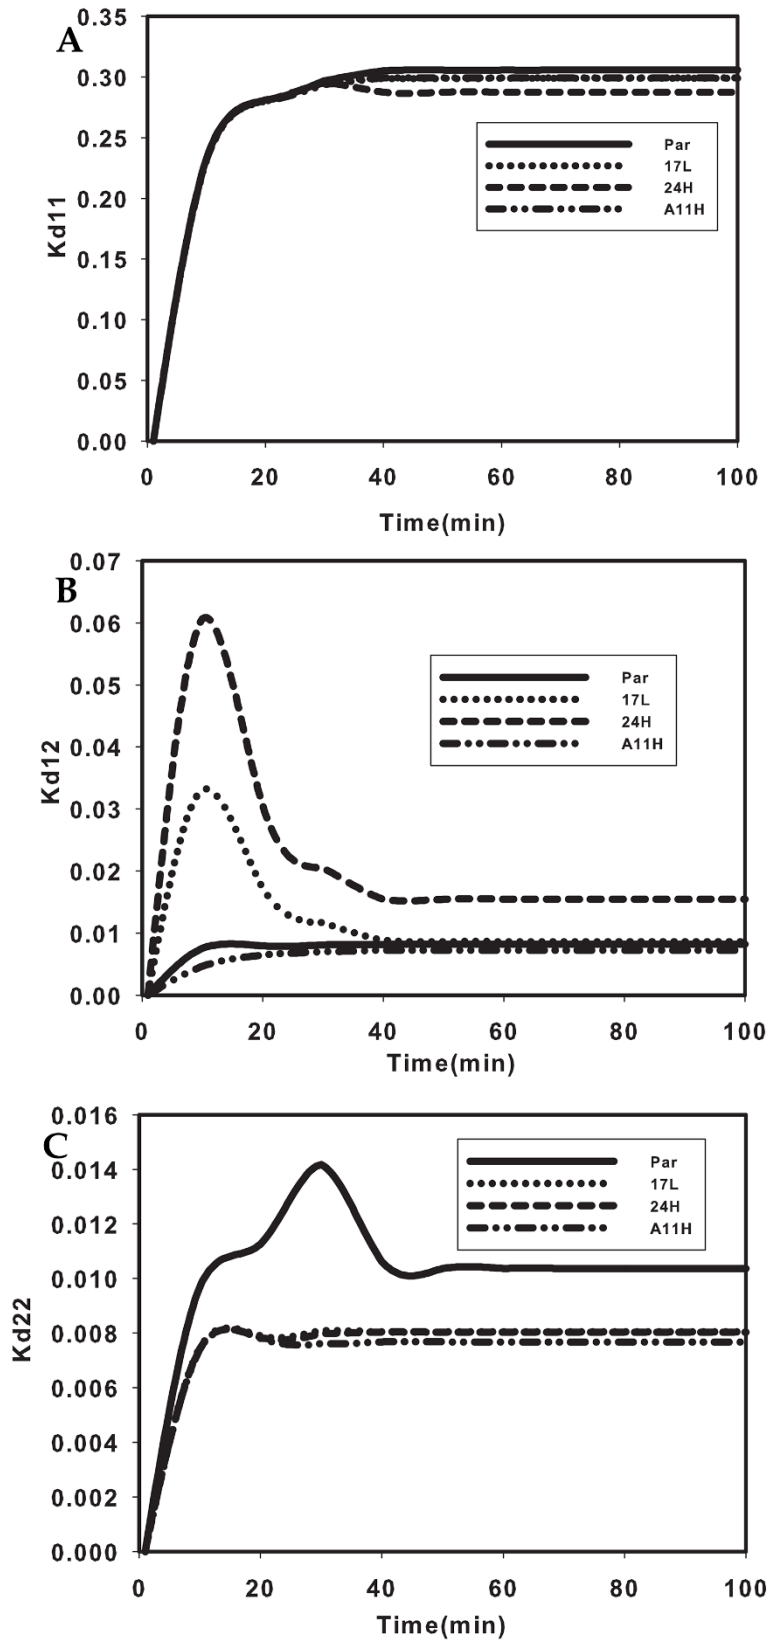 A
0.35
0.30
0.25
0.20
0.15
0.10
0.05
0.00
Kd11
Par
17L
24H
A11H
0 20 40 60 80 100
Time(min)
B
0.07
0.06
0.05
0.04
0.03
0.02
0.01
0.00
Kd12
Par
17L
24H
A11H
0 20 40 60 80 100
Time(min)
C
0.016
0.014
0.012
0.010
0.008
0.006
0.004
0.002
0.000
Kd22
Par
17L
24H
A11H
0 20 40 60 80 100
Time(min)